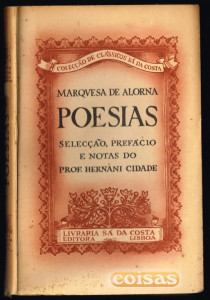 COLECÇÃO DE CLÁSSICOS SÁ DA COSTA
MARQVESA DE ALORNA
POESIAS
SELECÇÃO, PREFÁCIO
E NOTAS DO
PROF. HERNÂNI CIDADE
LIVRARIA SÁ DA COSTA
EDITORA LISBOA
coisas